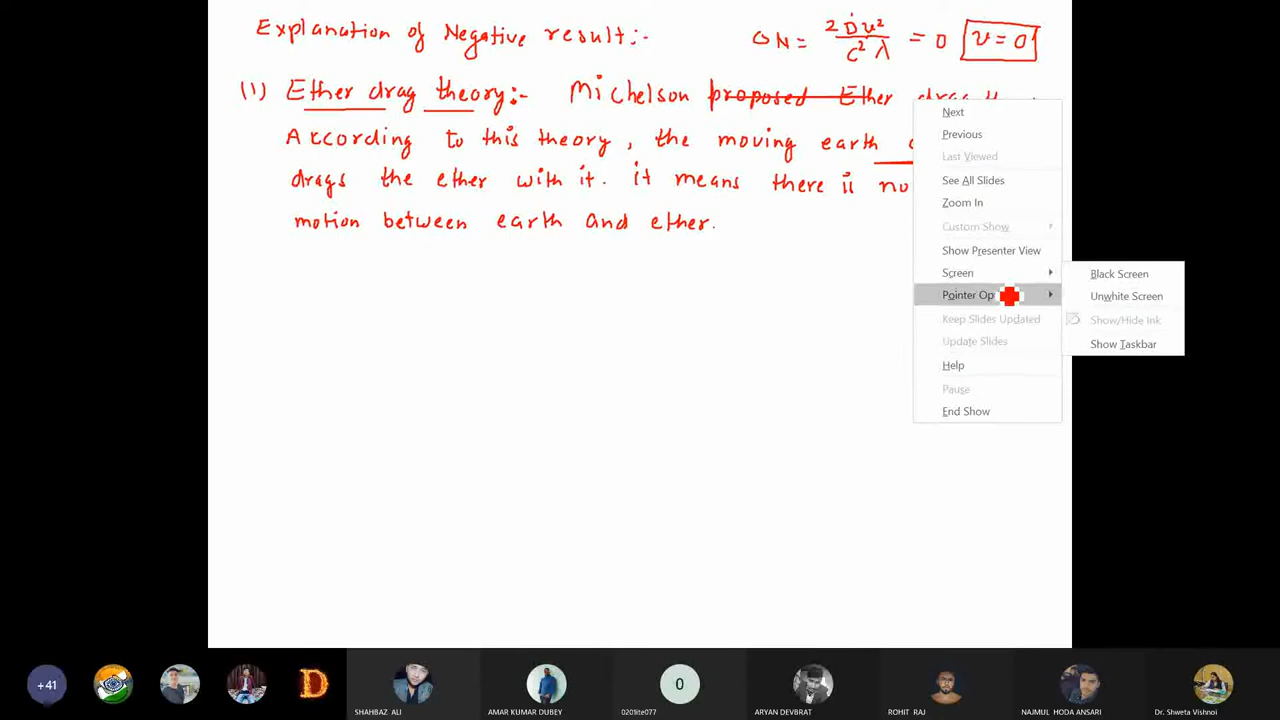 Explanation of Negative result:-
ΔN = 2Dv²/c²λ = 0 v = 0
(1) Ether drag theory:- Michelson proposed Ether drag th
According to this theory, the moving earth
drags the ether with it. it means there is no
motion between earth and ether.
Next
Previous
Last Viewed
See All Slides
Zoom In
Custom Show
Show Presenter View
Screen
Pointer Op
Keep Slides Updated
Update Slides
Help
Pause
End Show
Black Screen
Unwhite Screen
Show/Hide Ink
Show Taskbar
+41
D
0
SHAHBAZ ALI
AMAR KUMAR DUBEY
0201lite077
ARYAN DEVBRAT
ROHIT RAJ
NAJMUL HODA ANSARI
Dr. Shweta Vishnoi